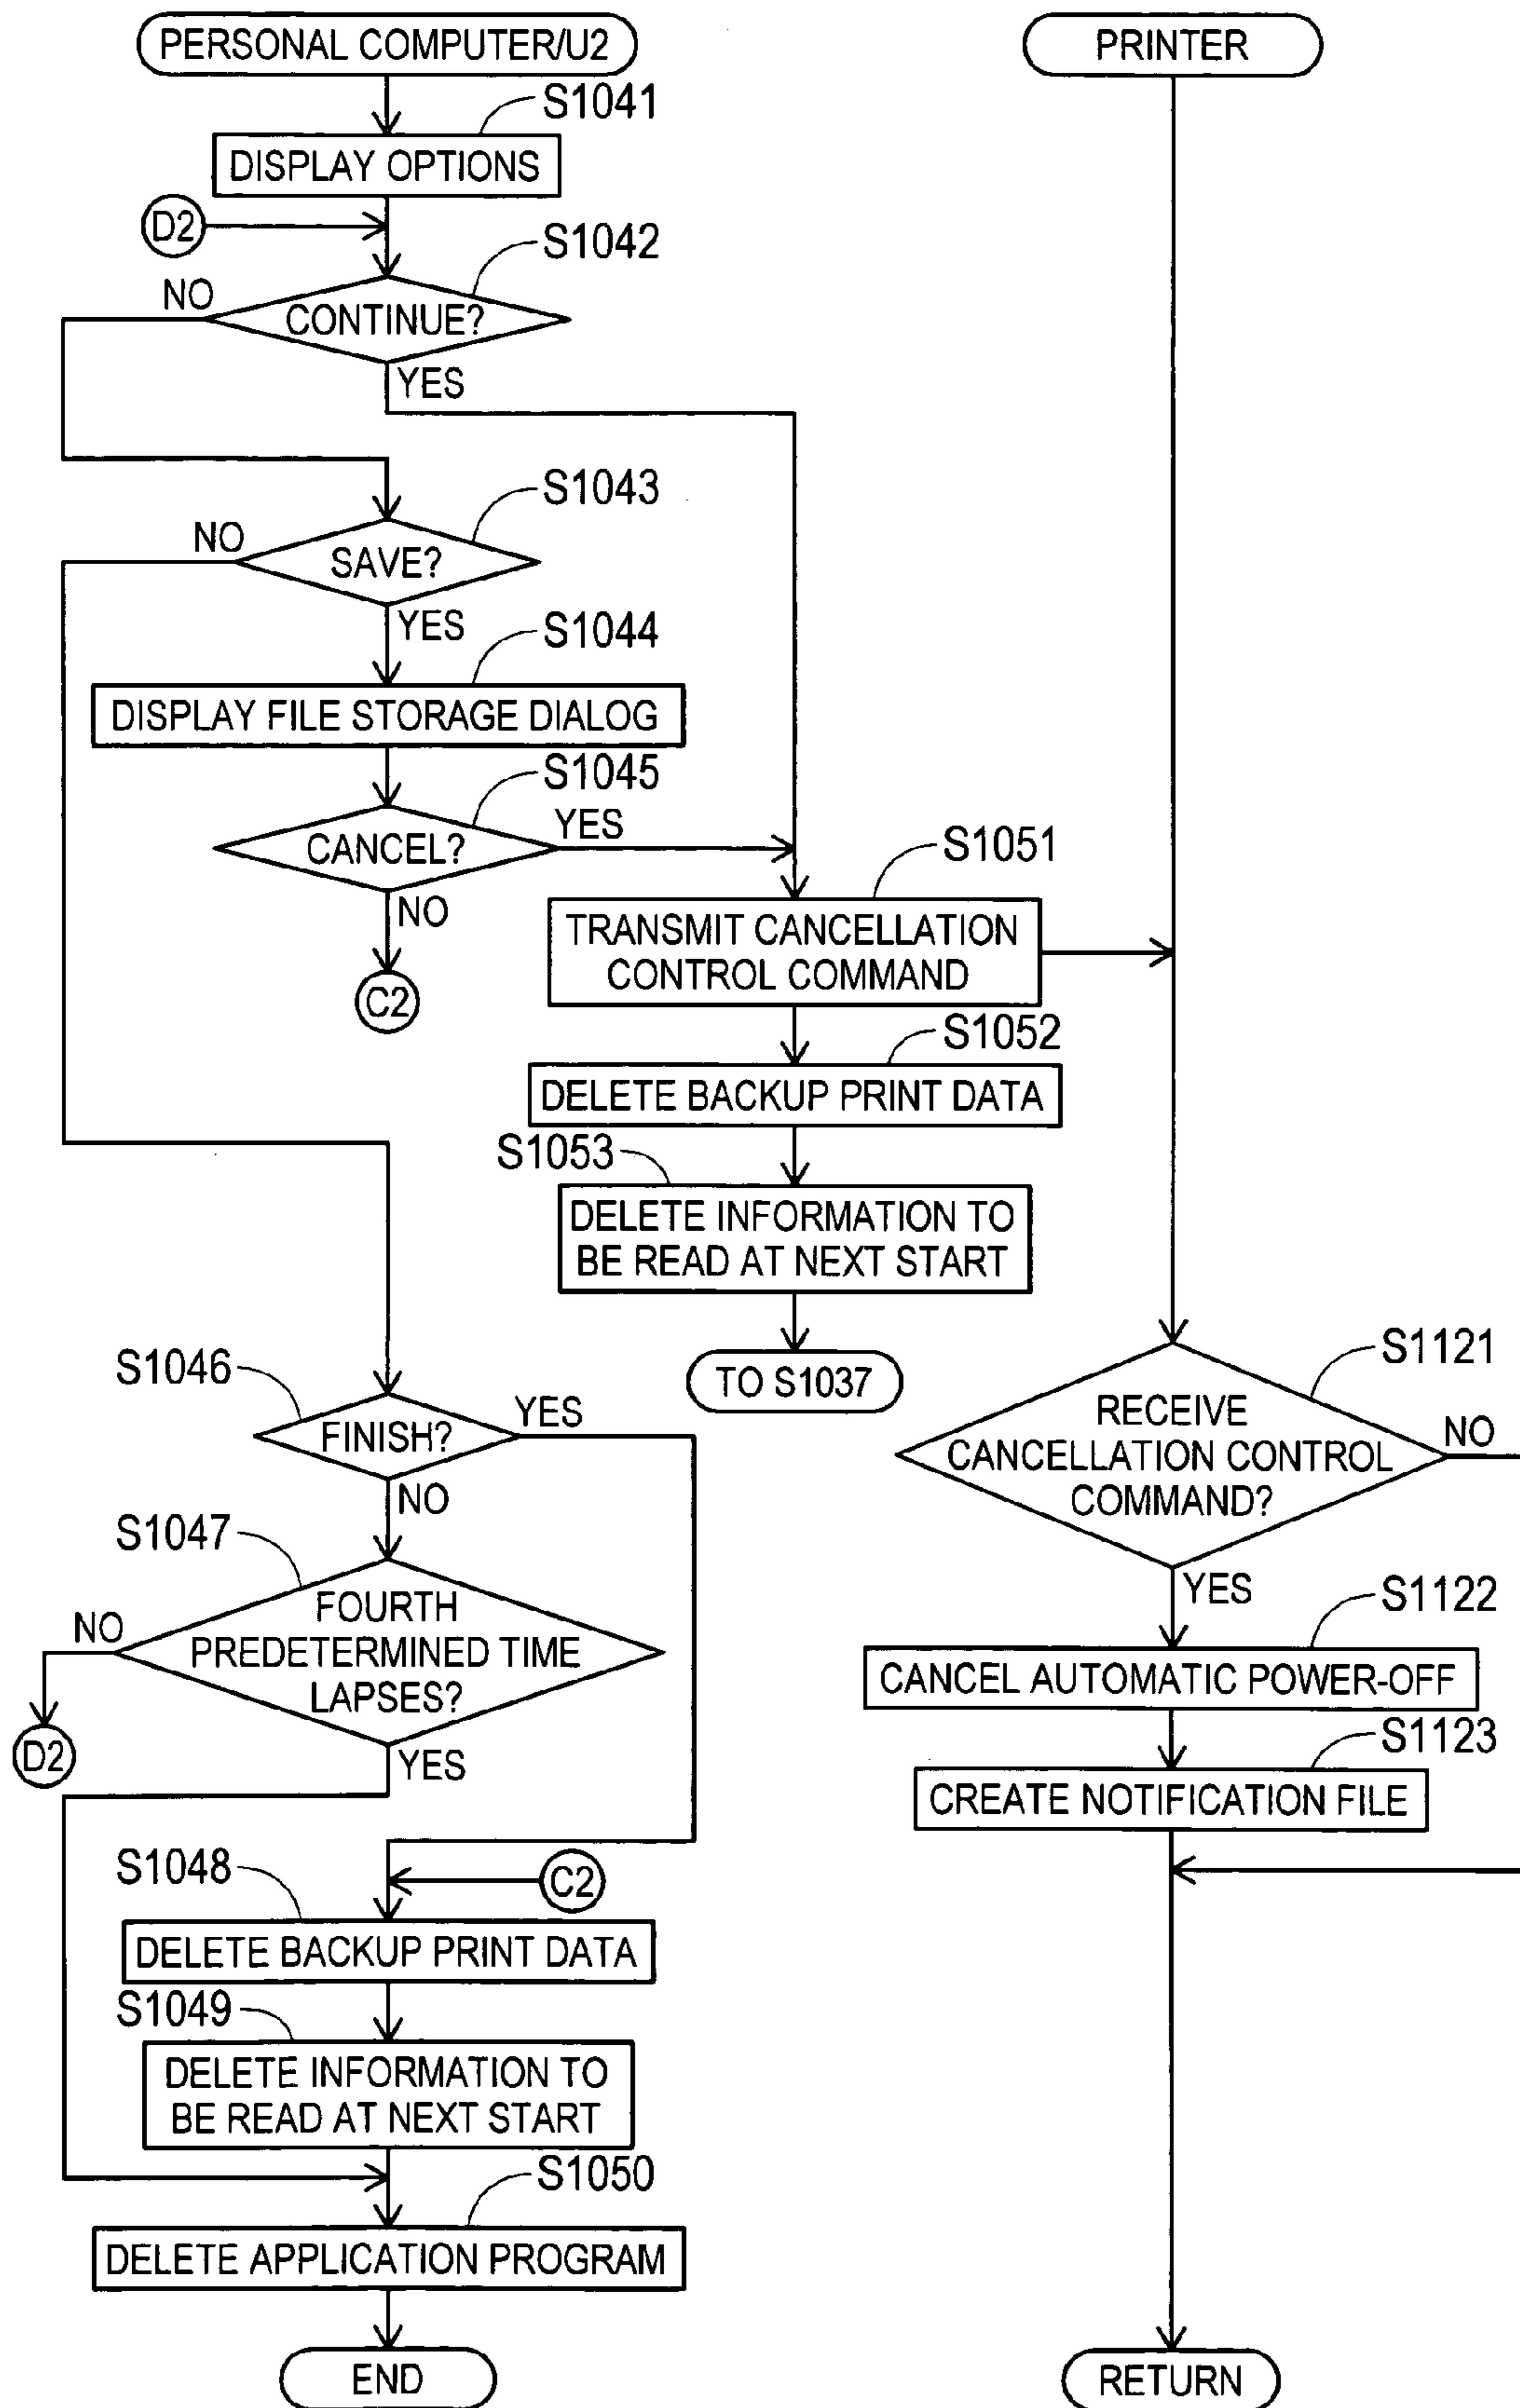 PERSONAL COMPUTER/U2
PRINTER
S1041
DISPLAY OPTIONS
D2
S1042
NO
CONTINUE?
YES
S1043
NO
SAVE?
YES
S1044
DISPLAY FILE STORAGE DIALOG
S1045
CANCEL?
YES
NO
C2
S1051
TRANSMIT CANCELLATION
CONTROL COMMAND
S1052
DELETE BACKUP PRINT DATA
S1053
DELETE INFORMATION TO
BE READ AT NEXT START
TO S1037
S1046
FINISH?
YES
NO
S1047
FOURTH
PREDETERMINED TIME
LAPSES?
NO
D2
YES
S1048
C2
DELETE BACKUP PRINT DATA
S1049
DELETE INFORMATION TO
BE READ AT NEXT START
S1050
DELETE APPLICATION PROGRAM
END
S1121
RECEIVE
CANCELLATION CONTROL
COMMAND?
NO
YES
S1122
CANCEL AUTOMATIC POWER-OFF
S1123
CREATE NOTIFICATION FILE
RETURN